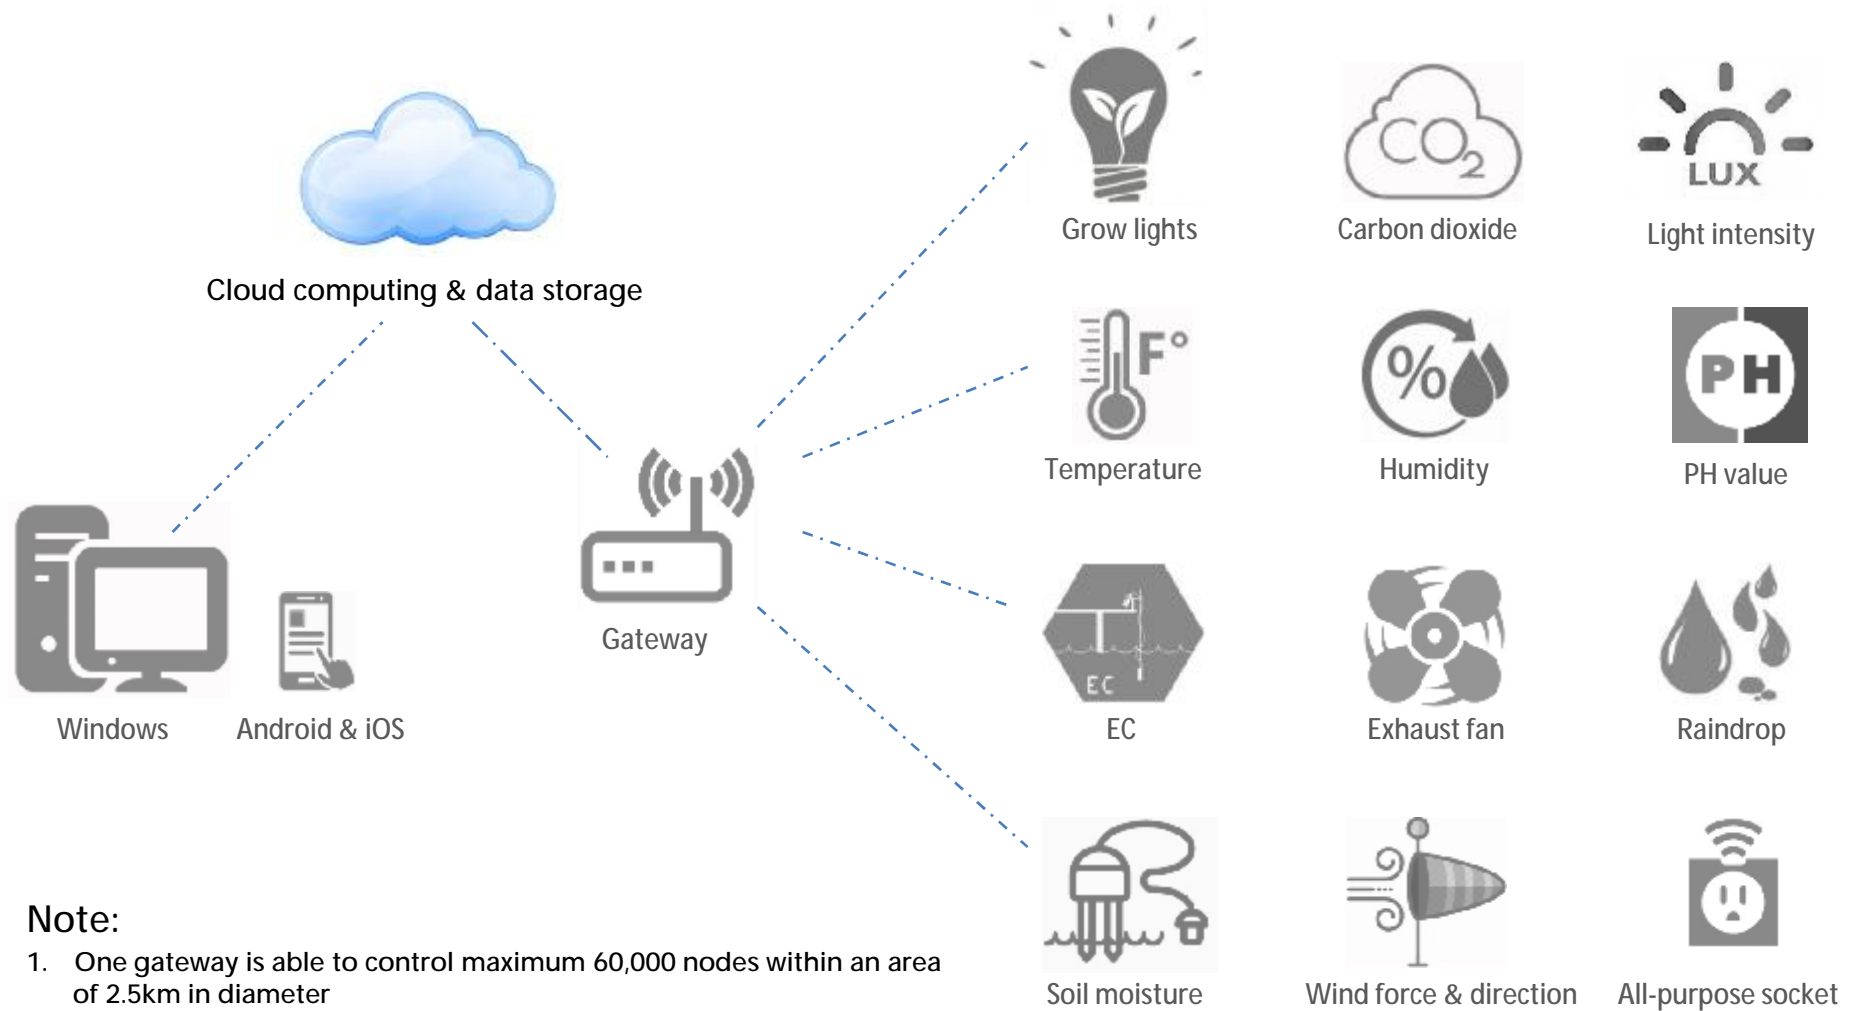 CO2
LUX
Grow lights
Carbon dioxide
Light intensity
Cloud computing & data storage
F°
%
PH
Temperature
Humidity
PH value
Gateway
EC
Windows
Android & iOS
EC
Exhaust fan
Raindrop
Note:
1. One gateway is able to control maximum 60,000 nodes within an area
of 2.5km in diameter
Soil moisture
Wind force & direction
All-purpose socket